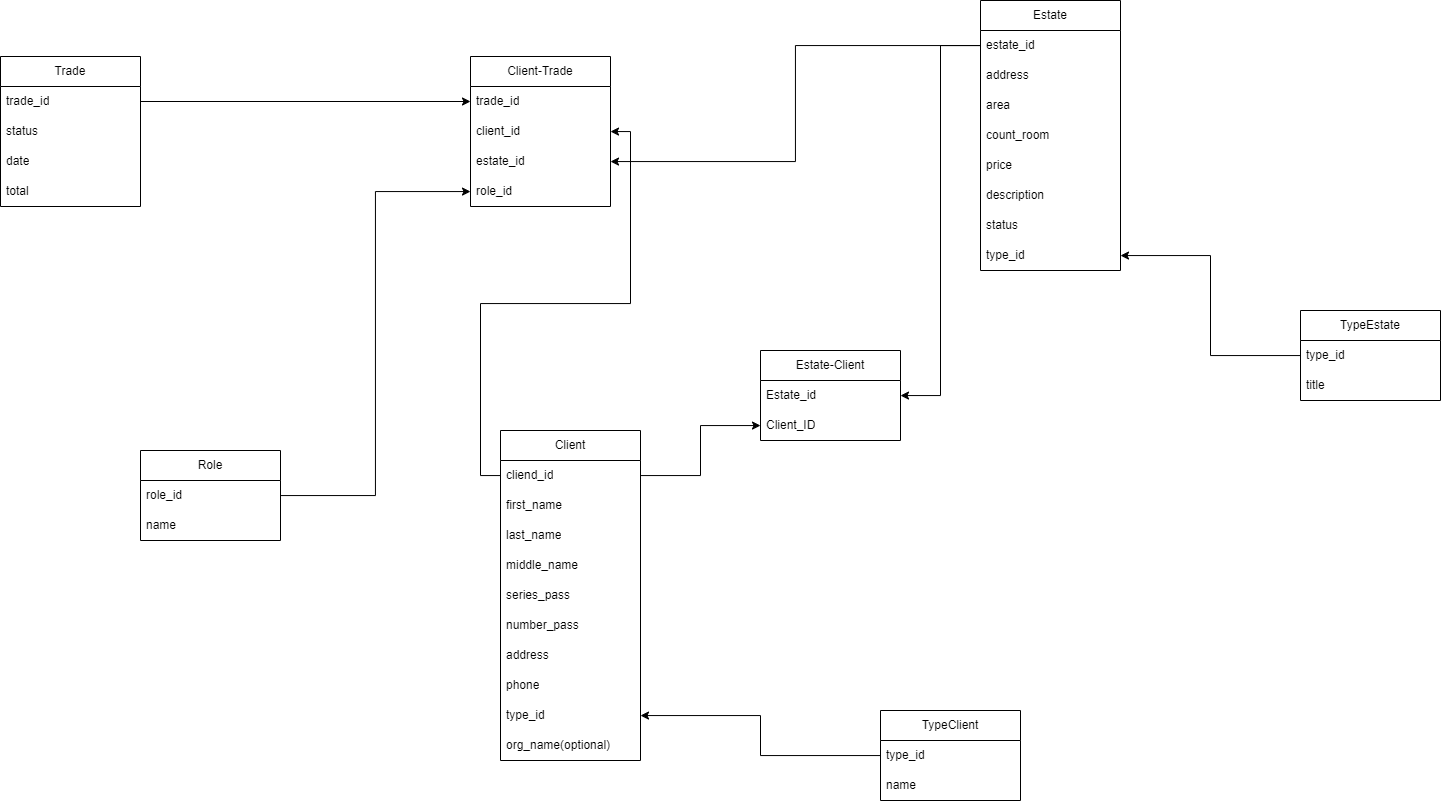 Estate
estate_id
address
area
count_room
price
description
status
type_id
Trade
trade_id
status
date
total
Client-Trade
trade_id
client_id
estate_id
role_id
TypeEstate
type_id
title
Estate-Client
Estate_id
Client_ID
Client
cliend_id
first_name
last_name
middle_name
series_pass
number_pass
address
phone
type_id
org_name(optional)
Role
role_id
name
TypeClient
type_id
name